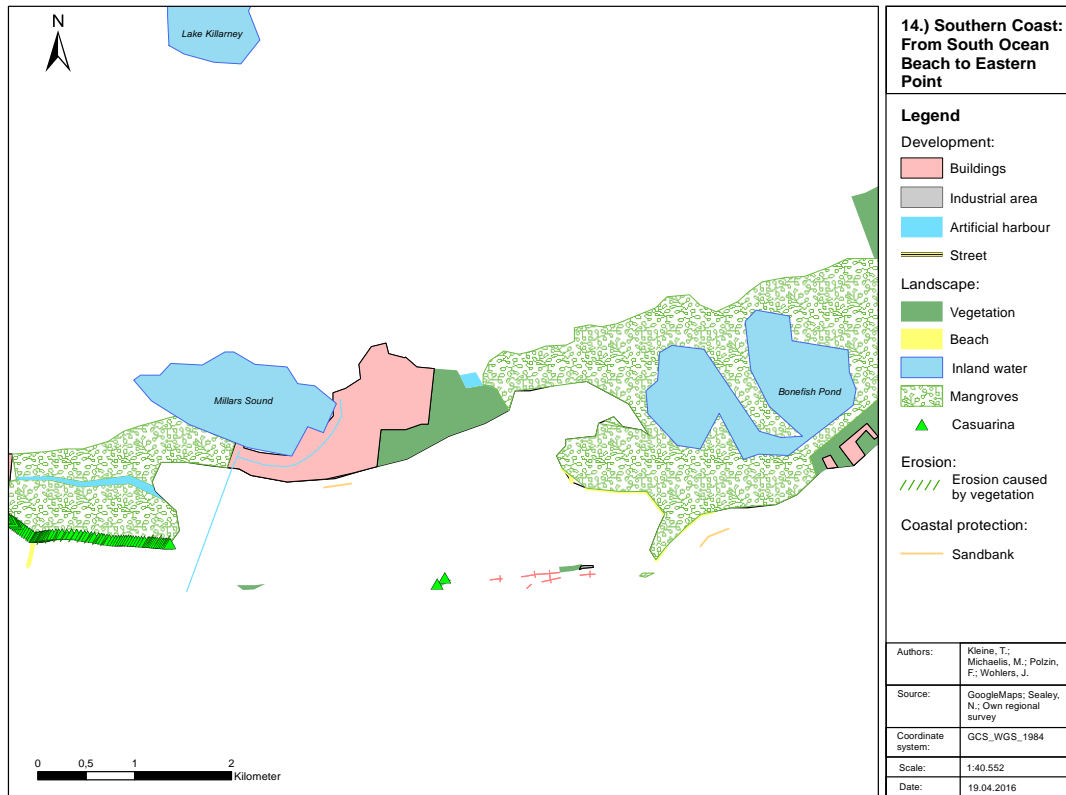 Lake Killarney
N
Millars Sound
Bonefish Pond
0 0,5 1 2
Kilometer
14.) Southern Coast:
From South Ocean
Beach to Eastern
Point
Legend
Development:
Buildings
Industrial area
Artificial harbour
Street
Landscape:
Vegetation
Beach
Inland water
Mangroves
Casuarina
Erosion:
Erosion caused
by vegetation
Coastal protection:
Sandbank
Authors: Kleine, T.;
Michaelis, M.; Polzin,
F.; Wohlers, J.
Source: GoogleMaps; Sealey,
N.; Own regional
survey
Coordinate GCS_WGS_1984
system:
Scale: 1:40.552
Date: 19.04.2016